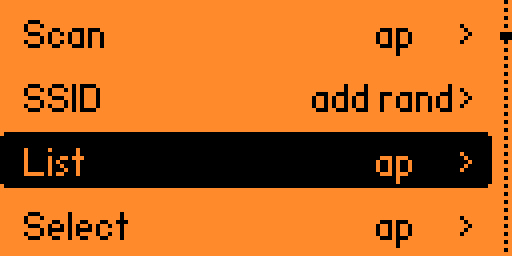 Scan ap >
SSID add rand>
List ap >
Select ap >